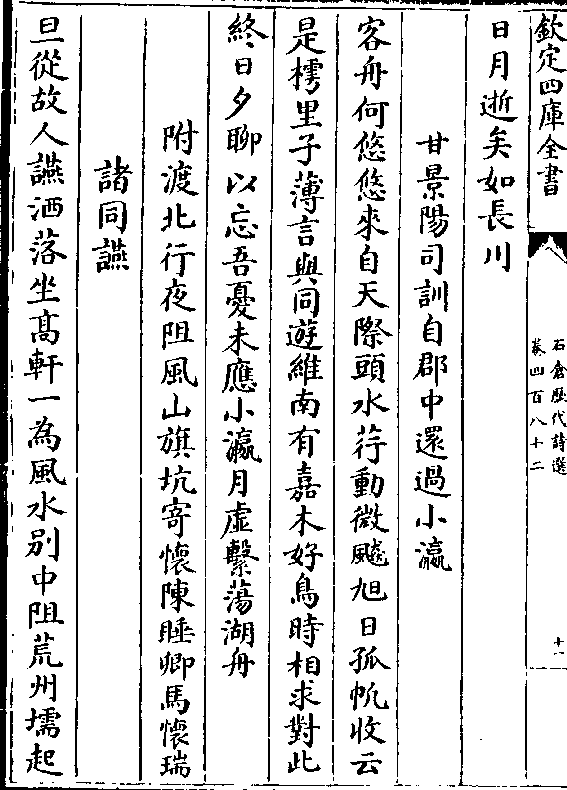 欽定四庫全書
石倉歷代詩選
卷四百八十二
十一
日月逝矣如長川
甘景陽司訓自郡中還過小瀛
客舟何悠悠來自天際頭水荇動微飈旭日孤帆收云
是樗里子薄言與同遊維南有嘉木好鳥時相求對此
終日夕聊以忘吾憂未應小瀛月虛繫蕩湖舟
附渡北行夜阻風山旗坑寄懷陳睡卿馬懷瑞
諸同讌
旦從故人讌洒落坐髙軒一為風水別中阻荒州壖起